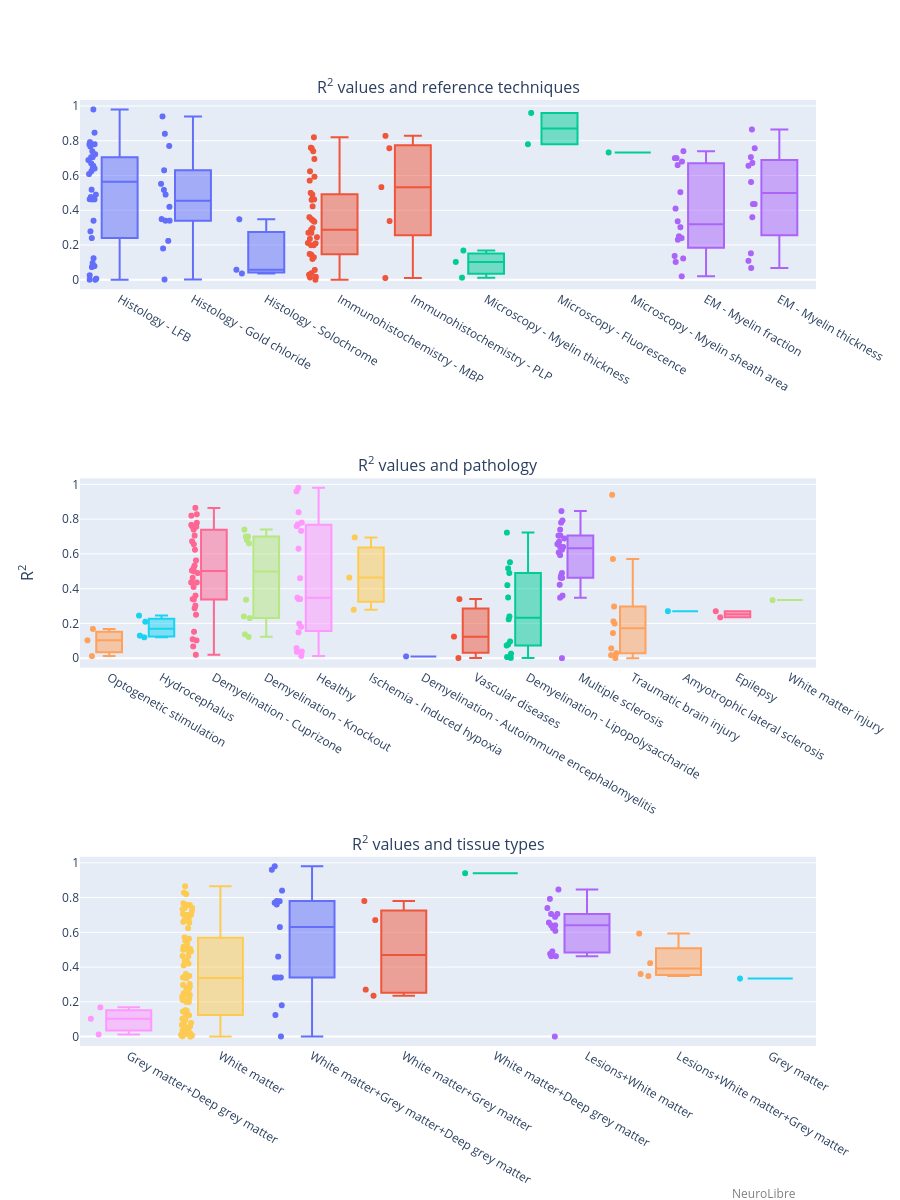 R² values and reference techniques
1
0.8
0.6
0.4
0.2
0
Histology - LFB
Histology - Gold chloride
Histology - Solochrome
Immunohistochemistry - MBP
Immunohistochemistry - PLP
Microscopy - Myelin thickness
Microscopy - Fluorescence
Microscopy - Myelin sheath area
EM - Myelin fraction
EM - Myelin thickness
R² values and pathology
1
0.8
0.6
0.4
0.2
0
R²
Optogenetic stimulation
Hydrocephalus
Demyelination - Cuprizone
Demyelination - Knockout
Healthy
Ischemia - Induced hypoxia
Demyelination - Autoimmune encephalomyelitis
Vascular diseases
Demyelination - Lipopolysaccharide
Multiple sclerosis
Traumatic brain injury
Amyotrophic lateral sclerosis
Epilepsy
White matter injury
R² values and tissue types
1
0.8
0.6
0.4
0.2
0
Grey matter+Deep grey matter
White matter
White matter+Grey matter+Deep grey matter
White matter+Grey matter
White matter+Deep grey matter
Lesions+White matter
Lesions+White matter+Grey matter
Grey matter
NeuroLibre